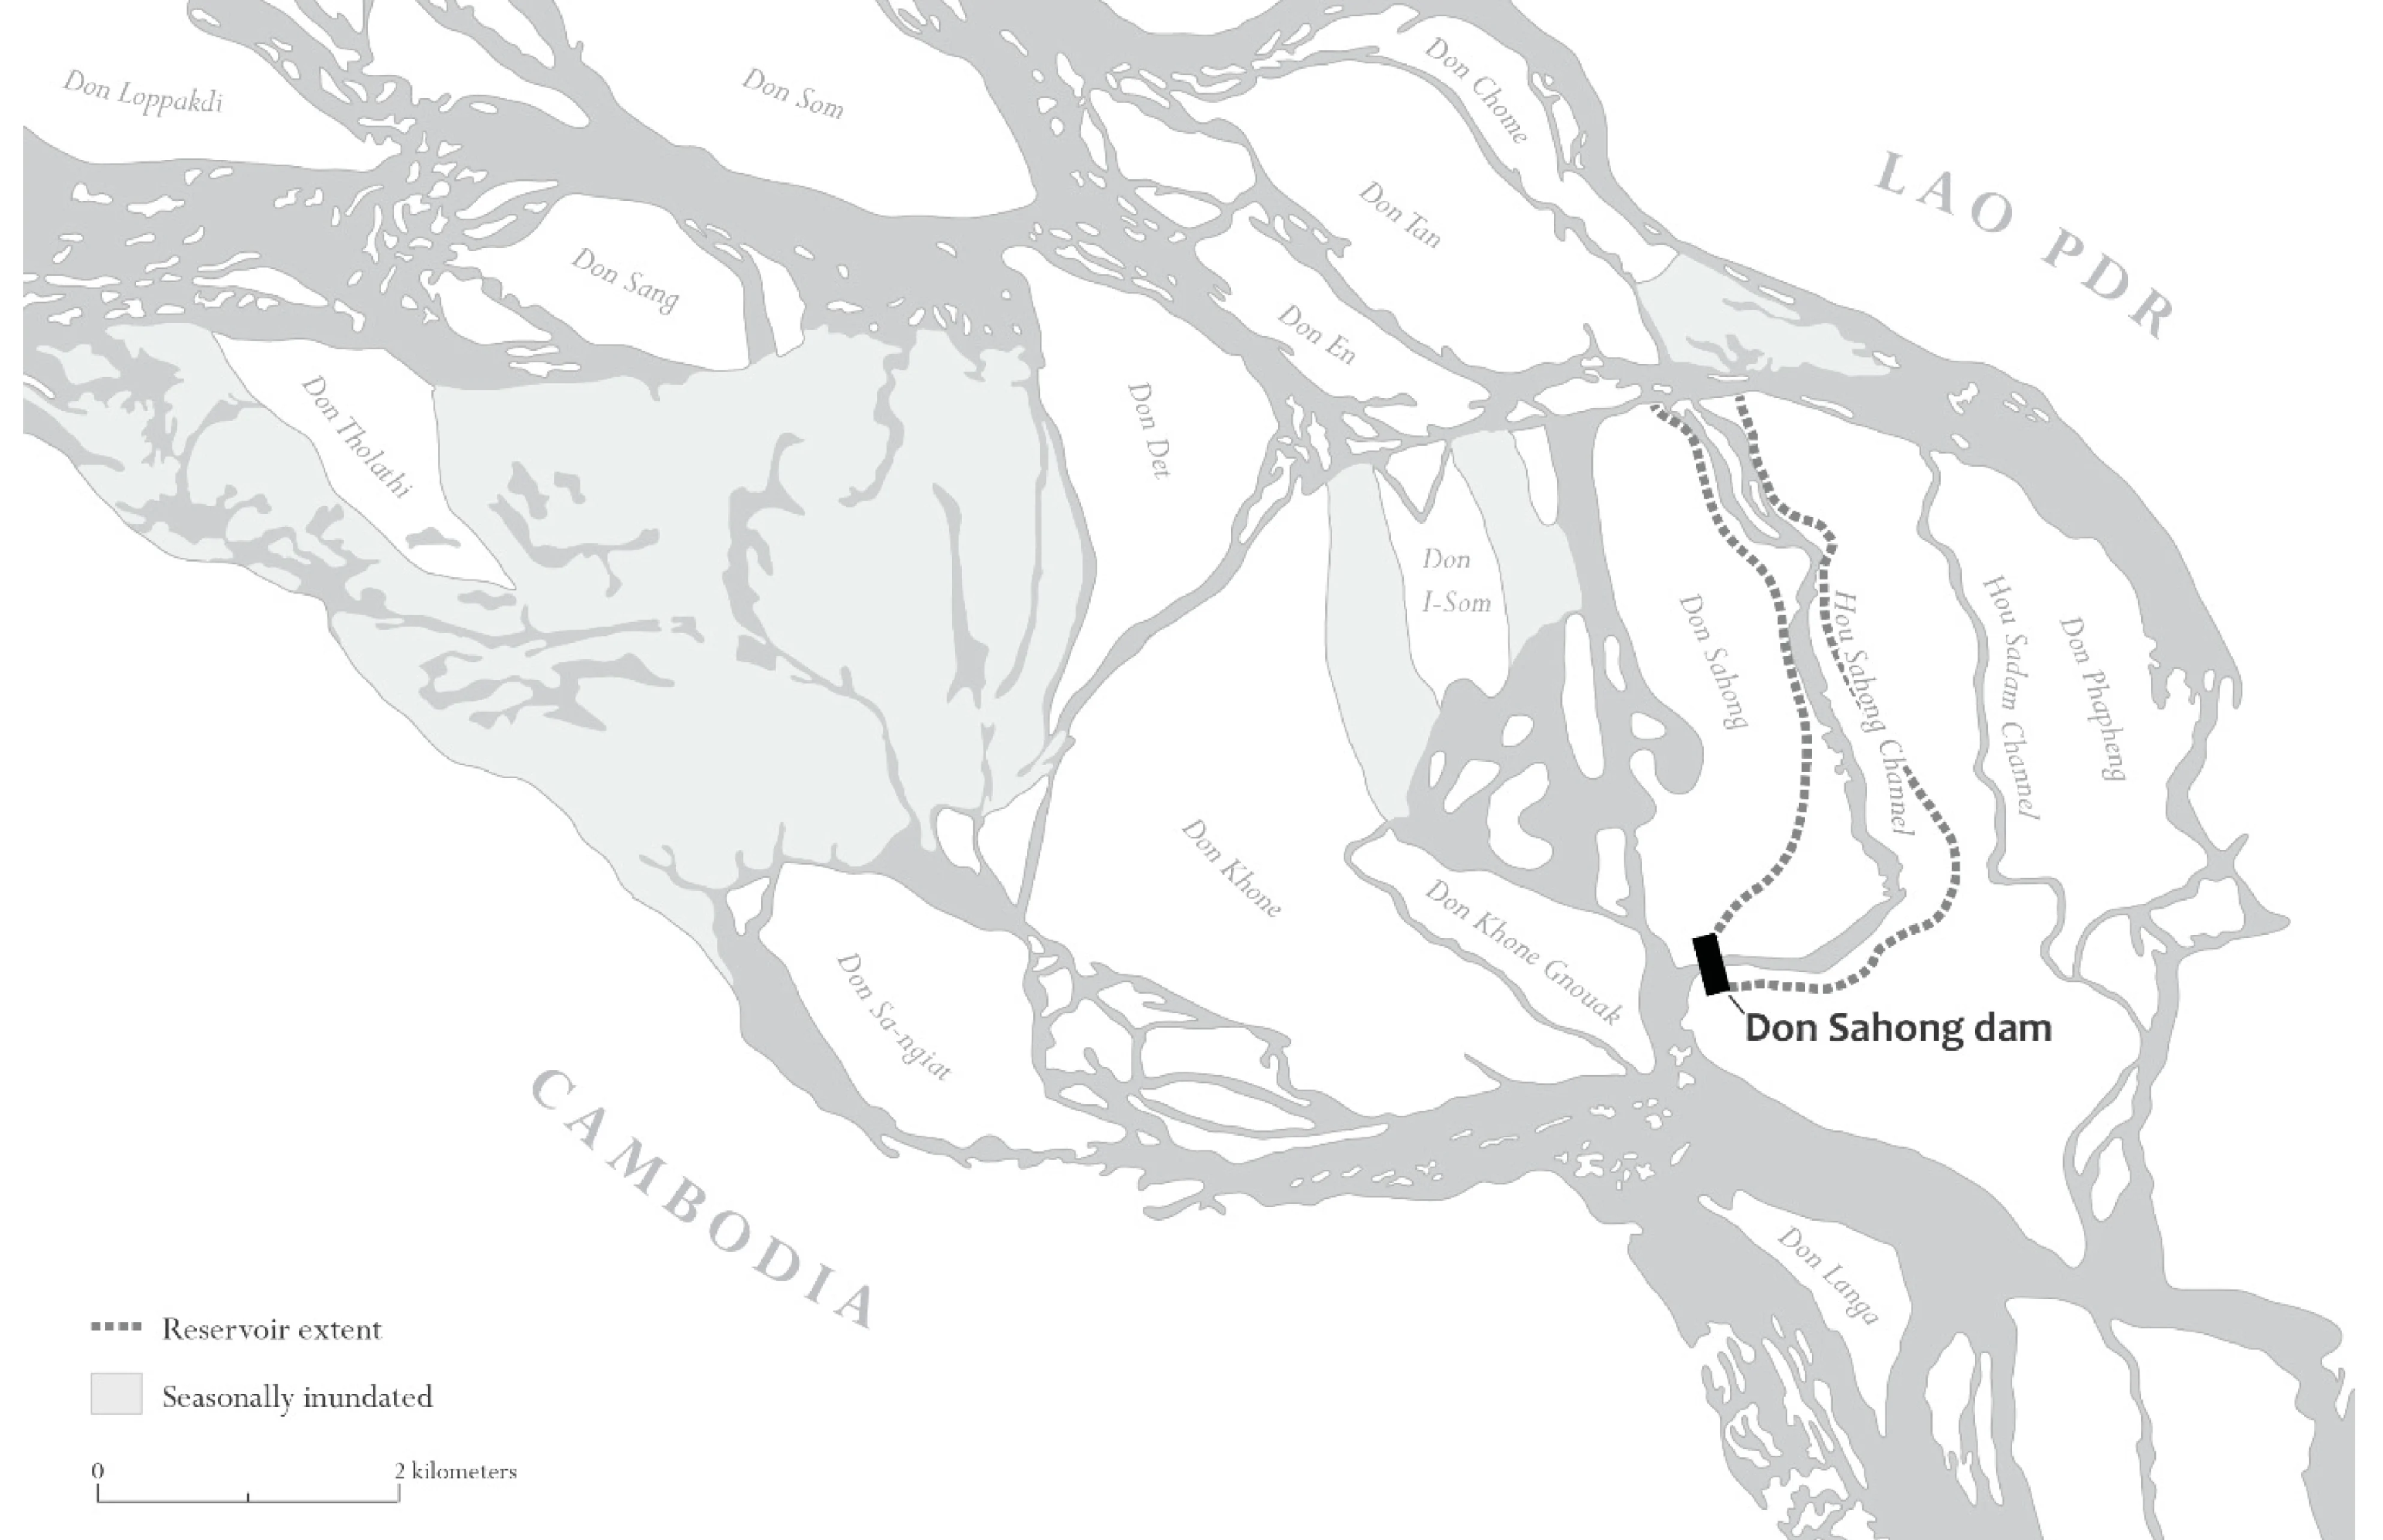 Don Loppakdi
Don Som
Don Chome
LAO PDR
Don Tan
Don Sang
Don En
Don Tholathi
Don Det
Don
I-Som
Don Sahong
Hou Sahong Channel
Hou Sadam Channel
Don Phapheng
Don Khone
Don Khone Gnouak
Don Sa-ngiat
Don Sahong dam
CAMBODIA
Don Langa
Reservoir extent
Seasonally inundated
0
2 kilometers